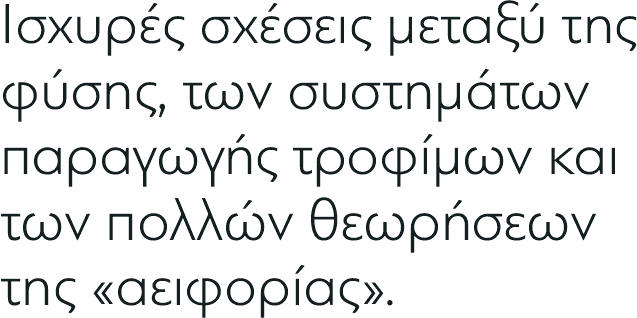 Ισχυρές σχέσεις μεταξύ της
φύσης, των συστημάτων
παραγωγής τροφίμων και
των πολλών θεωρήσεων
της «αειφορίας».